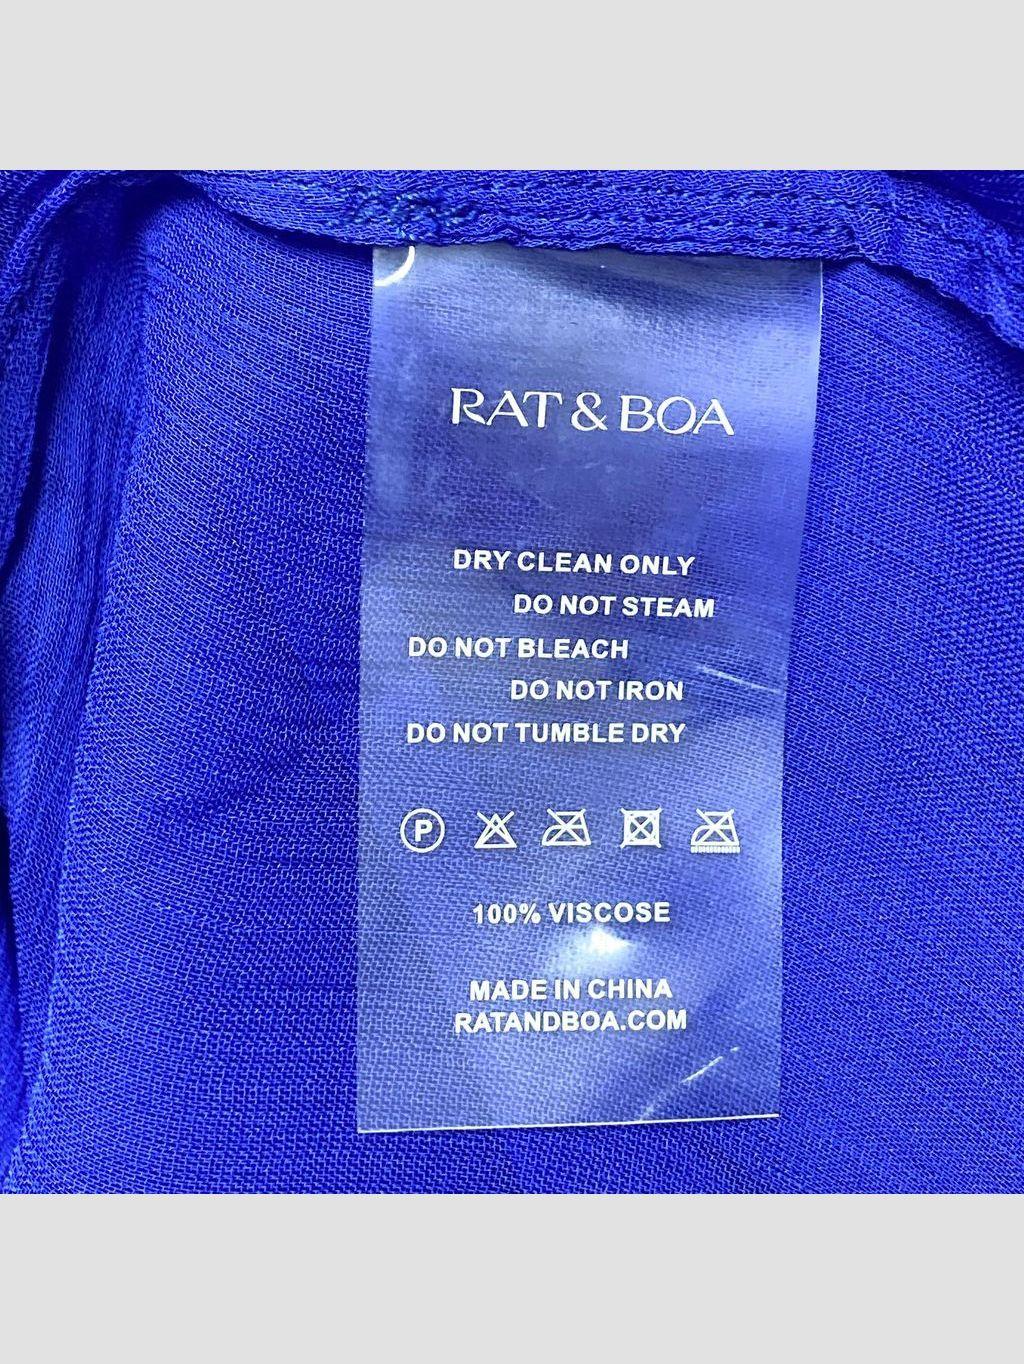 RAT & BOA
DRY CLEAN ONLY
DO NOT STEAM
DO NOT BLEACH
DO NOT IRON
DO NOT TUMBLE DRY
P
100% VISCOSE
MADE IN CHINA
RATANDBOA.COM